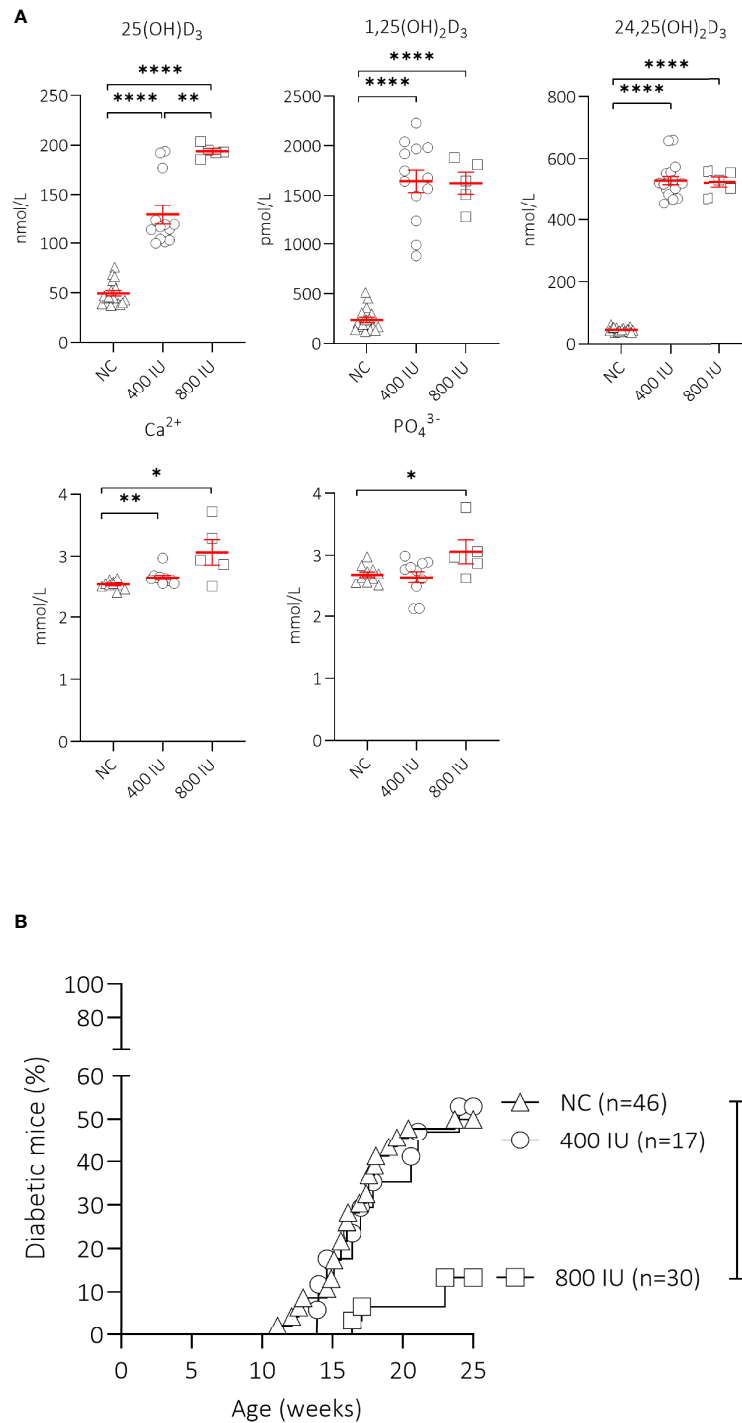 A
25(OH)D₃
1,25(OH)₂D₃
24,25(OH)₂D₃
****
**** **
****
****
****
****
250
200
150
100
50
0
nmol/L
NC
400 IU
800 IU
2500
2000
1500
1000
500
0
pmol/L
NC
400 IU
800 IU
800
600
400
200
0
nmol/L
NC
400 IU
800 IU
Ca²⁺
PO₄³⁻
*
**
*
4
3
2
1
0
mmol/L
NC
400 IU
800 IU
4
3
2
1
0
mmol/L
NC
400 IU
800 IU
B
100
80
60
50
40
30
20
10
0
Diabetic mice (%)
NC (n=46)
400 IU (n=17)
800 IU (n=30)
0 5 10 15 20 25
Age (weeks)